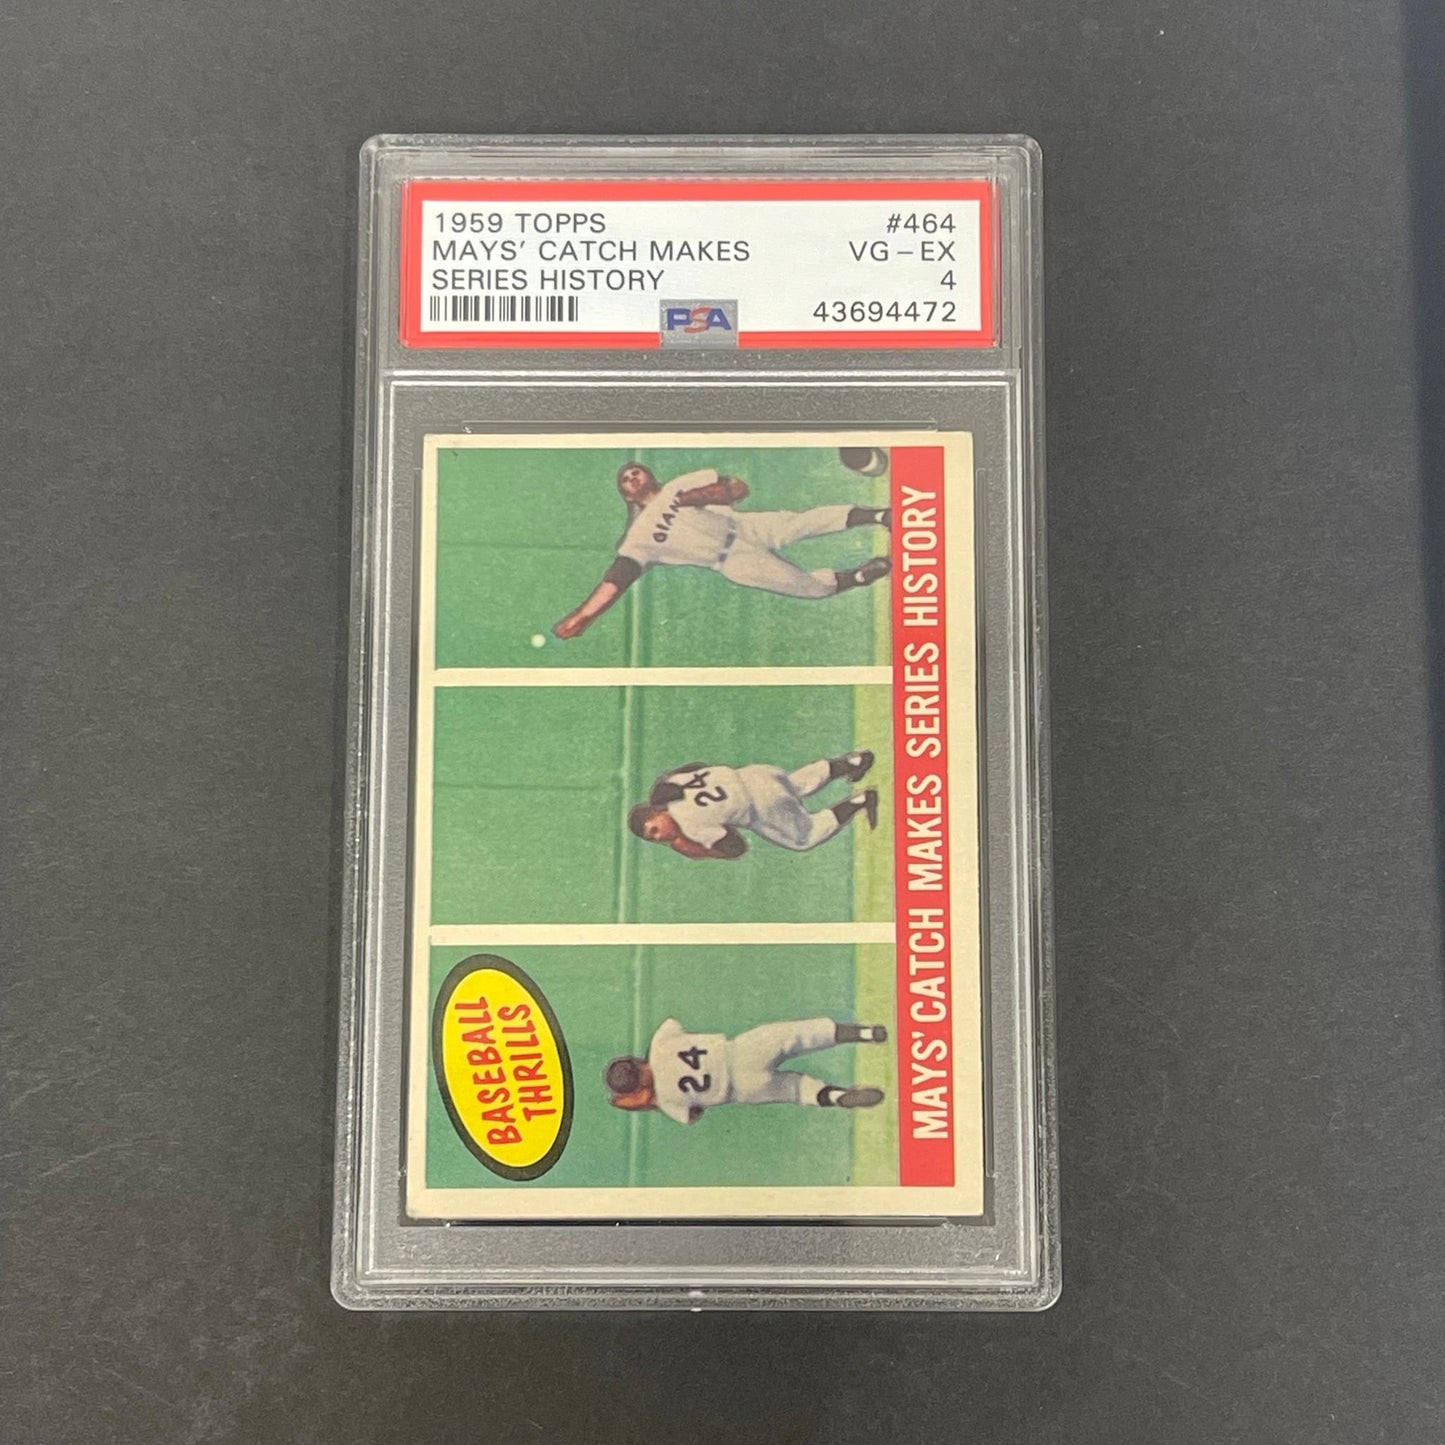 1959 TOPPS #464
MAYS' CATCH MAKES VG-EX
SERIES HISTORY 4
PSA 43694472
GIANT
24
24
BASEBALL
THRILLS
MAYS' CATCH MAKES SERIES HISTORY